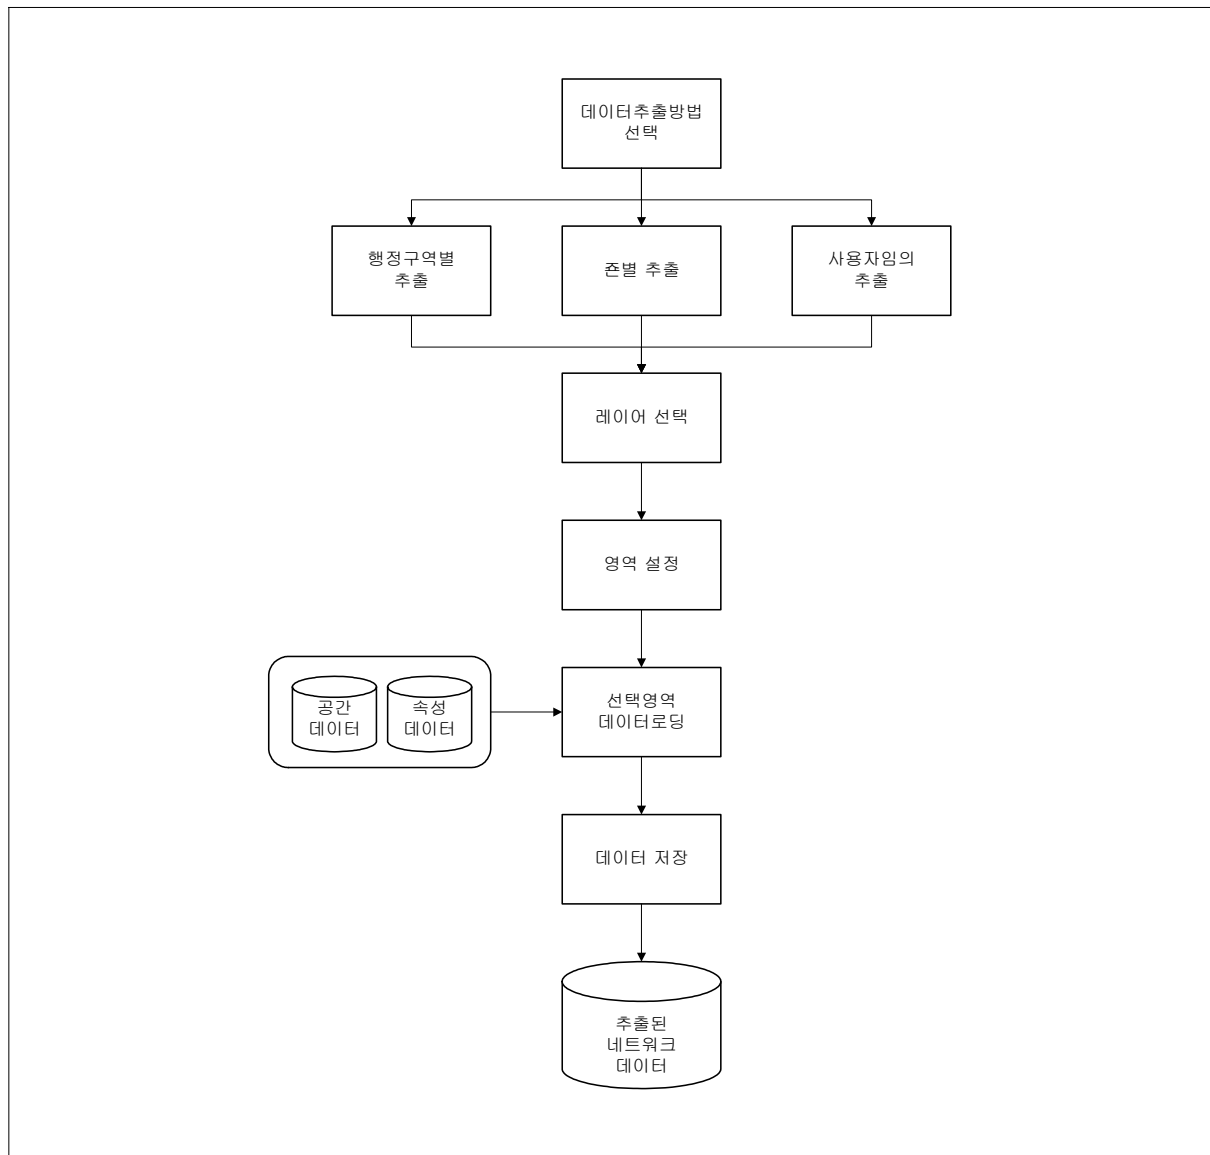 데이터추출방법
선택
행정구역별
추출
죤별 추출
사용자임의
추출
레이어 선택
영역 설정
공간
데이터
속성
데이터
선택영역
데이터로딩
데이터 저장
추출된
네트워크
데이터